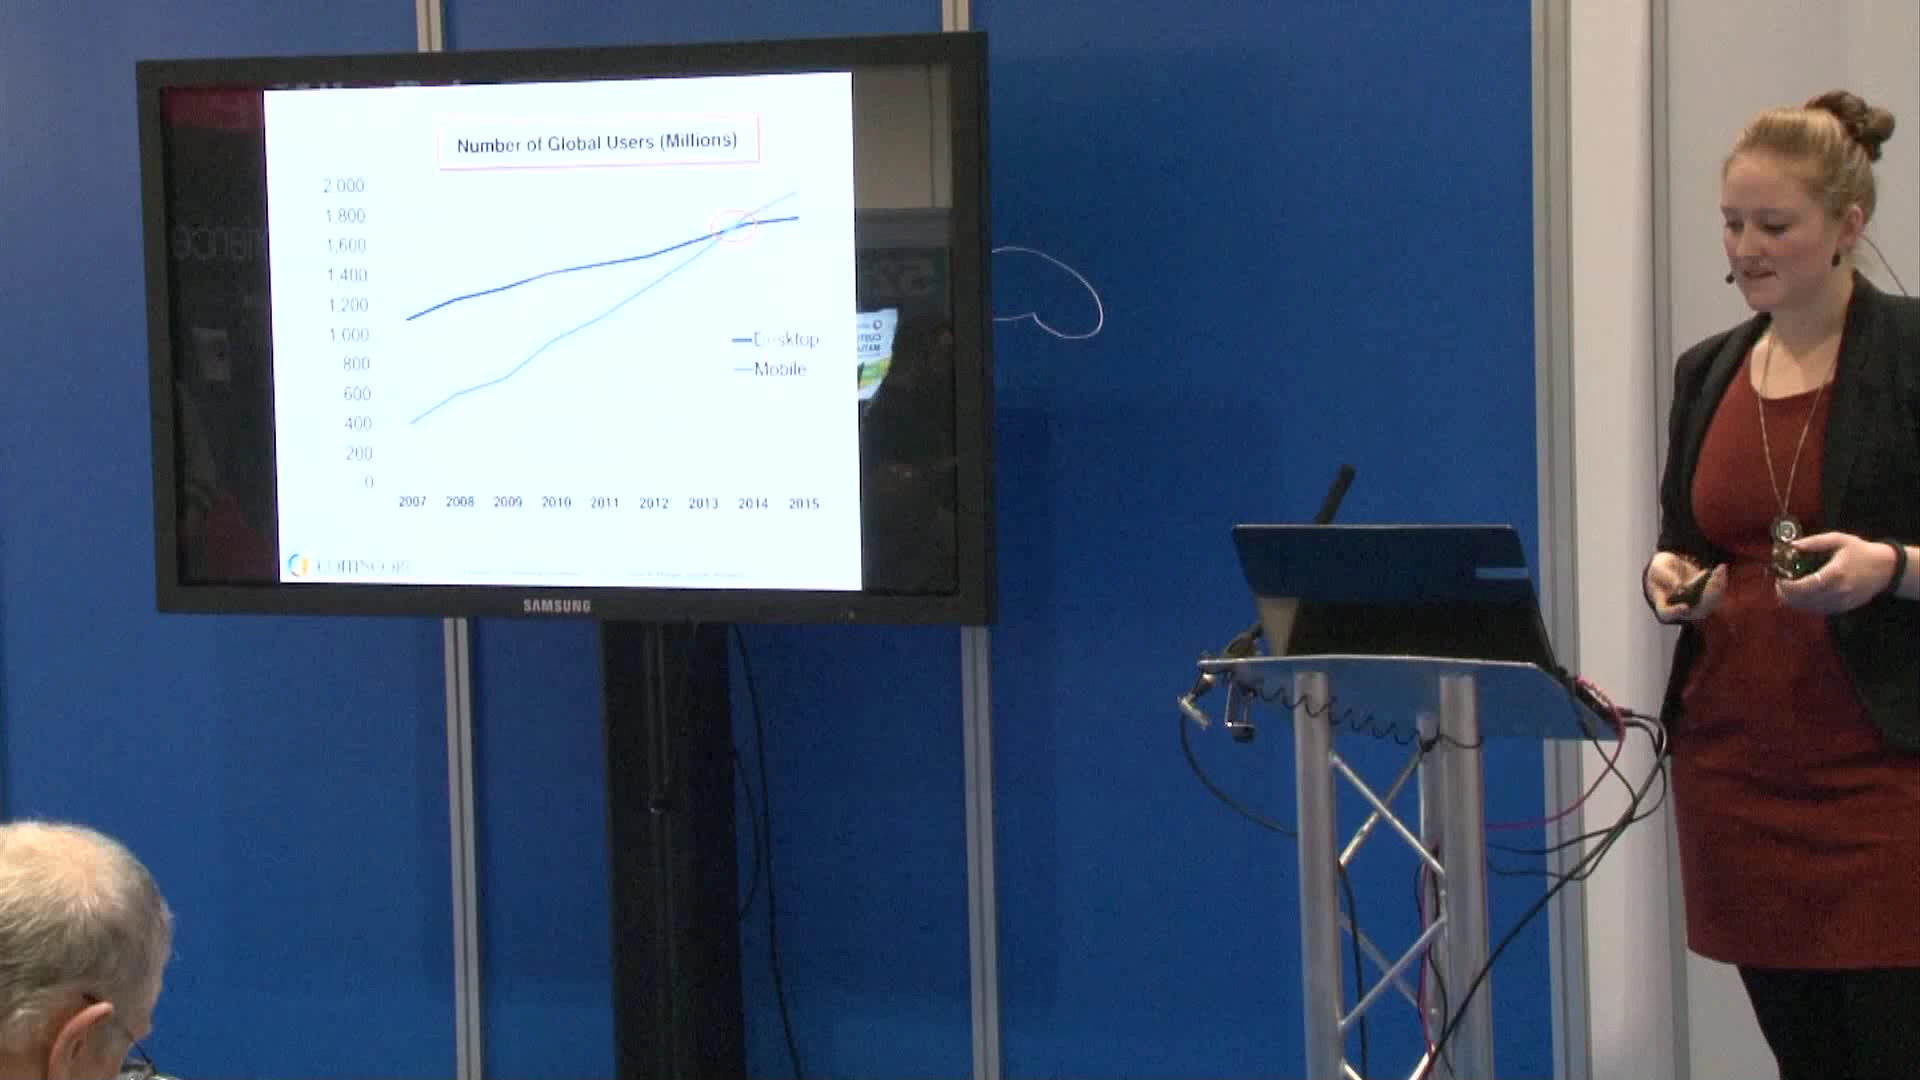 Number of Global Users (Millions)
2 000
1,800
1,600
1,400
1,200
1,000
800
600
400
200
0
Desktop
Mobile
2007 2008 2009 2010 2011 2012 2013 2014 2015
COMSCORE
SAMSUNG